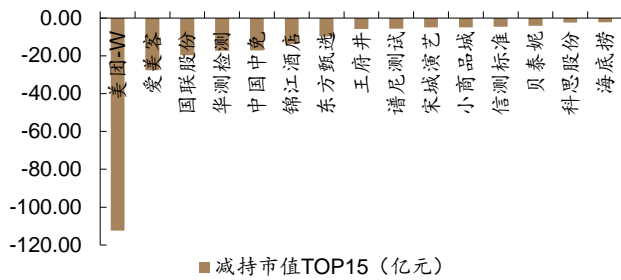 0.00
-20.00
-40.00
-60.00
-80.00
-100.00
-120.00
美团-W
爱美客
国联股份
华测检测
中国中免
锦江酒店
东方甄选
王府井
谱尼测试
宋城演艺
小商品城
信测标准
贝泰妮
科思股份
海底捞
减持市值TOP15（亿元）